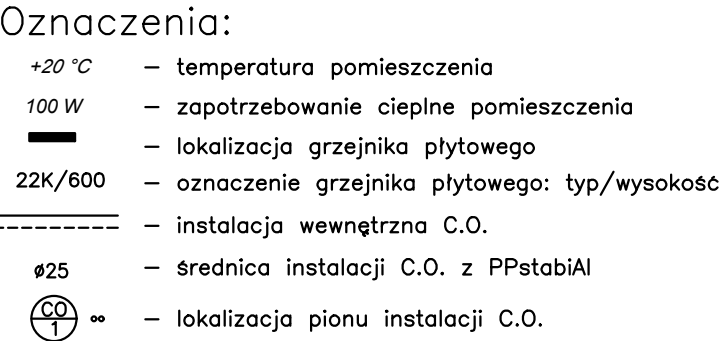 Oznaczenia:
+20 °C – temperatura pomieszczenia
100 W – zapotrzebowanie cieplne pomieszczenia
– lokalizacja grzejnika płytowego
22K/600 – oznaczenie grzejnika płytowego: typ/wysokość
– instalacja wewnętrzna C.O.
ø25 – średnica instalacji C.O. z PPstabiAl
CO
1 – lokalizacja pionu instalacji C.O.